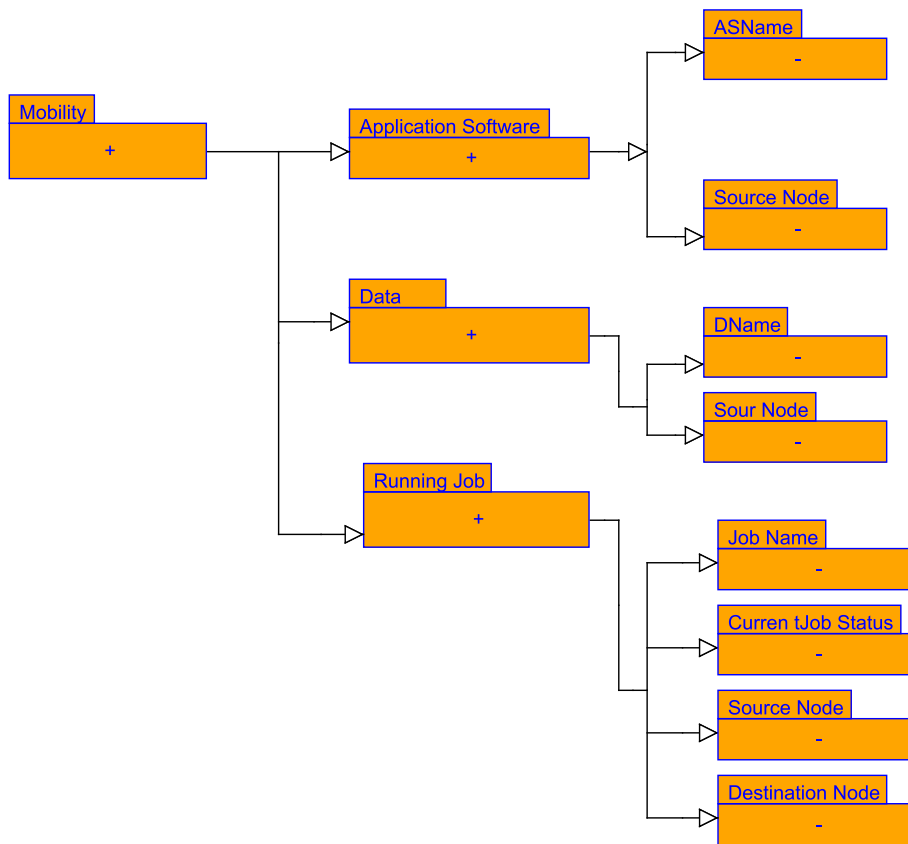 Mobility
+
Application Software
+
ASName
-
Source Node
-
Data
+
DName
-
Sour Node
-
Running Job
+
Job Name
-
Curren tJob Status
-
Source Node
-
Destination Node
-